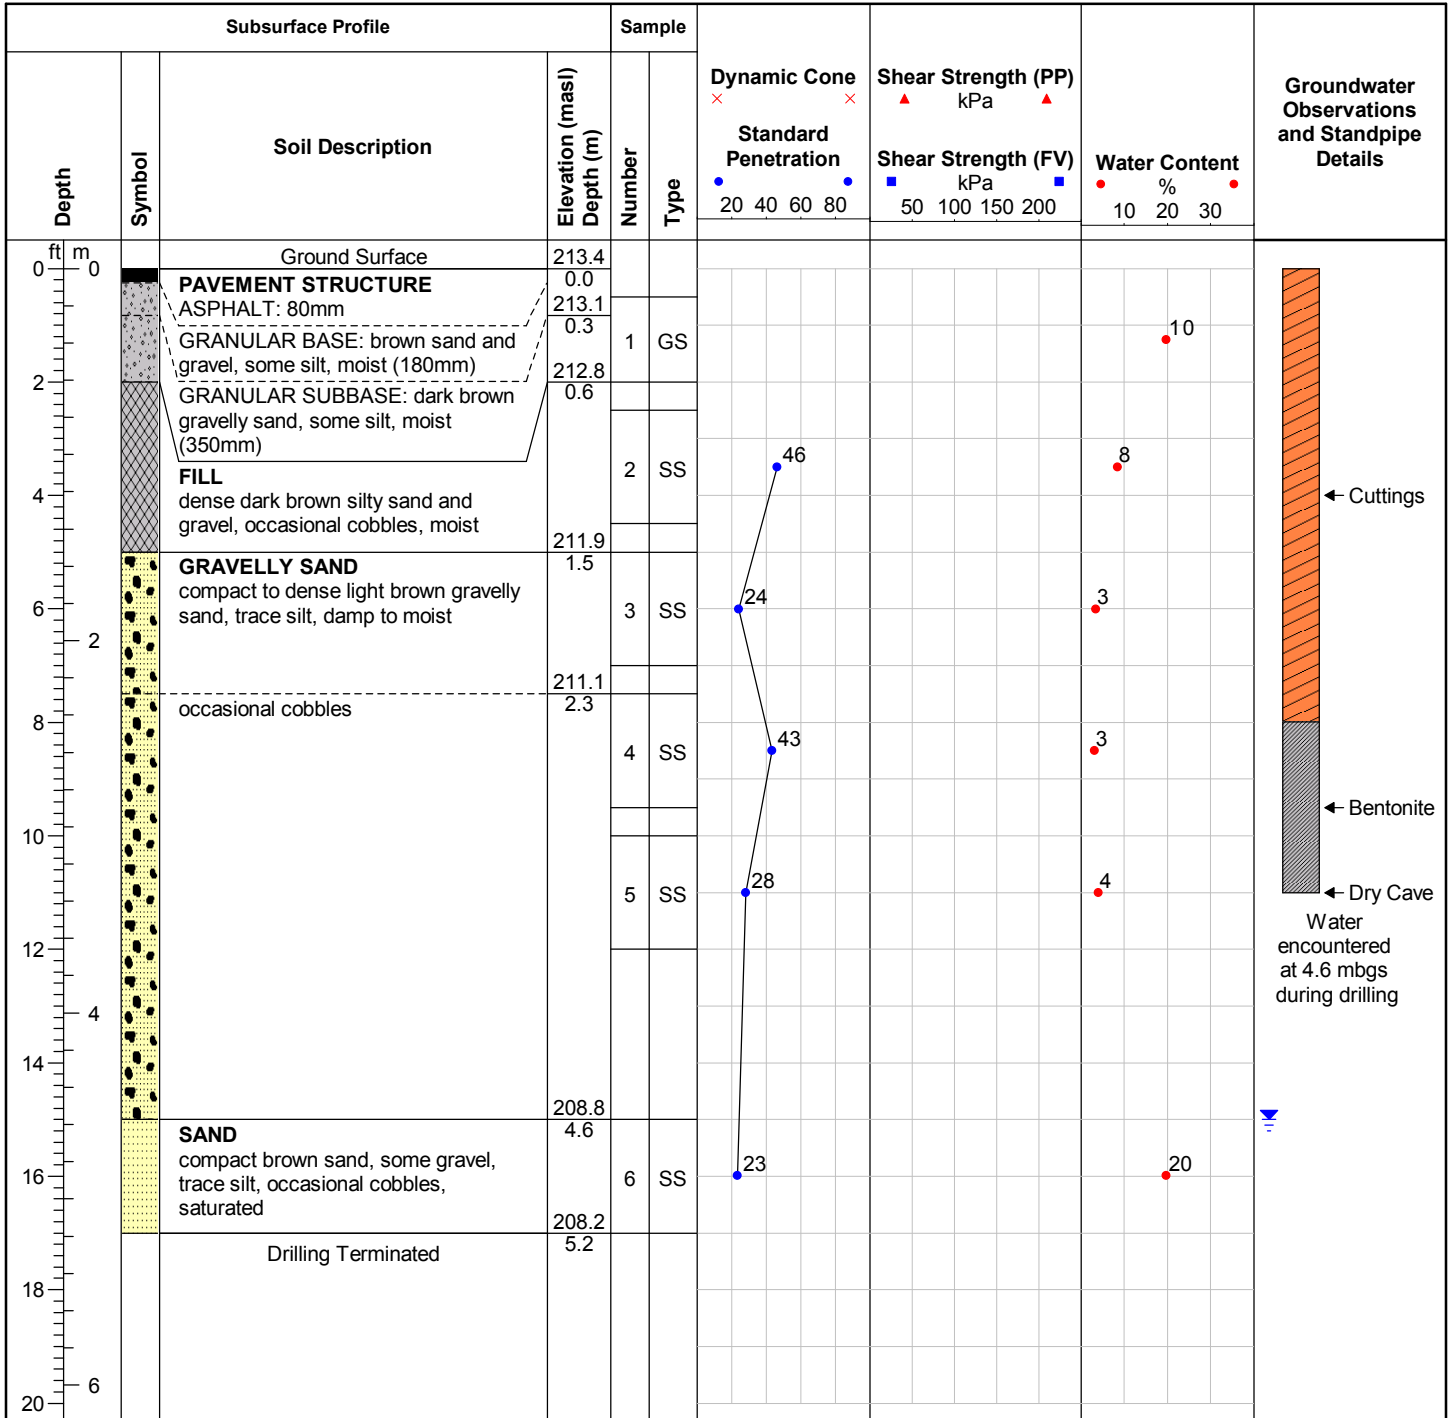 Subsurface Profile
Sample
Depth
Symbol
Soil Description
Elevation (masl)
Depth (m)
Number
Type
Dynamic Cone
Standard
Penetration
20 40 60 80
Shear Strength (PP)
kPa
Shear Strength (FV)
kPa
50 100 150 200
Water Content
%
10 20 30
Groundwater
Observations
and Standpipe
Details
ft m
Ground Surface
213.4
0 0
0.0
PAVEMENT STRUCTURE
ASPHALT: 80mm
213.1
0.3
GRANULAR BASE: brown sand and
gravel, some silt, moist (180mm)
1 GS
10
212.8
2
0.6
GRANULAR SUBBASE: dark brown
gravelly sand, some silt, moist
(350mm)
FILL
dense dark brown silty sand and
gravel, occasional cobbles, moist
2 SS
46
8
4
Cuttings
211.9
1.5
GRAVELLY SAND
compact to dense light brown gravelly
sand, trace silt, damp to moist
6
3 SS
24
3
2
211.1
2.3
occasional cobbles
8
4 SS
43
3
Bentonite
10
5 SS
28
4
Dry Cave
Water
encountered
at 4.6 mbgs
during drilling
12
4
14
208.8
4.6
SAND
compact brown sand, some gravel,
trace silt, occasional cobbles,
saturated
16
6 SS
23
20
208.2
5.2
Drilling Terminated
18
6
20